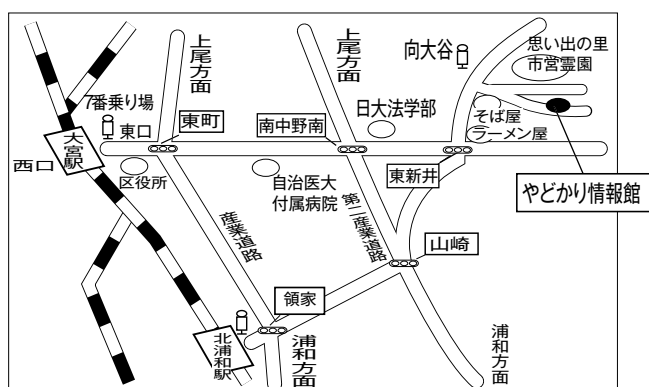 上尾方面
上尾方面
向大谷
思い出の里
市営霊園
7番乗り場
東口
東町
南中野南
日大法学部
そば屋
ラーメン屋
大宮駅
西口
区役所
自治医大
付属病院
東新井
やどかり情報館
産業道路
第二産業道路
山崎
領家
北浦和駅
浦和方面
浦和方面